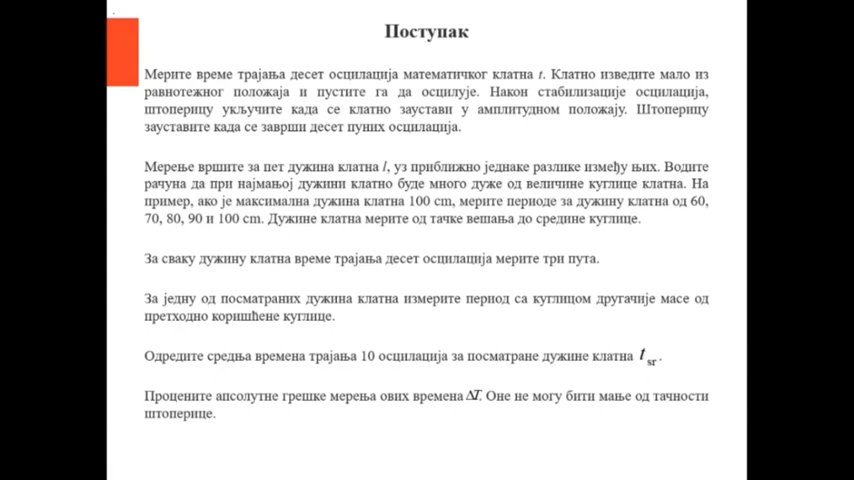 Поступак
Мерите време трајања десет осцилација математичког клатна t. Клатно изведите мало из
равнотежног положаја и пустите га да осцилује. Након стабилизације осцилација,
штоперицу укључите када се клатно заустави у амплитудном положају. Штоперицу
зауставите када се заврши десет пуних осцилација.
Мерење вршите за пет дужина клатна l, уз приближно једнаке разлике између њих. Водите
рачуна да при најмањој дужини клатно буде много дуже од величине куглице клатна. На
пример, ако је максимална дужина клатна 100 cm, мерите периоде за дужину клатна од 60,
70, 80, 90 и 100 cm. Дужине клатна мерите од тачке вешања до средине куглице.
За сваку дужину клатна време трајања десет осцилација мерите три пута.
За једну од посматраних дужина клатна измерите период са куглицом другачије масе од
претходно коришћене куглице.
Одредите средња времена трајања 10 осцилација за посматране дужине клатна t sr .
Процените апсолутне грешке мерења ових времена ΔT. Оне не могу бити мање од тачности
штоперице.